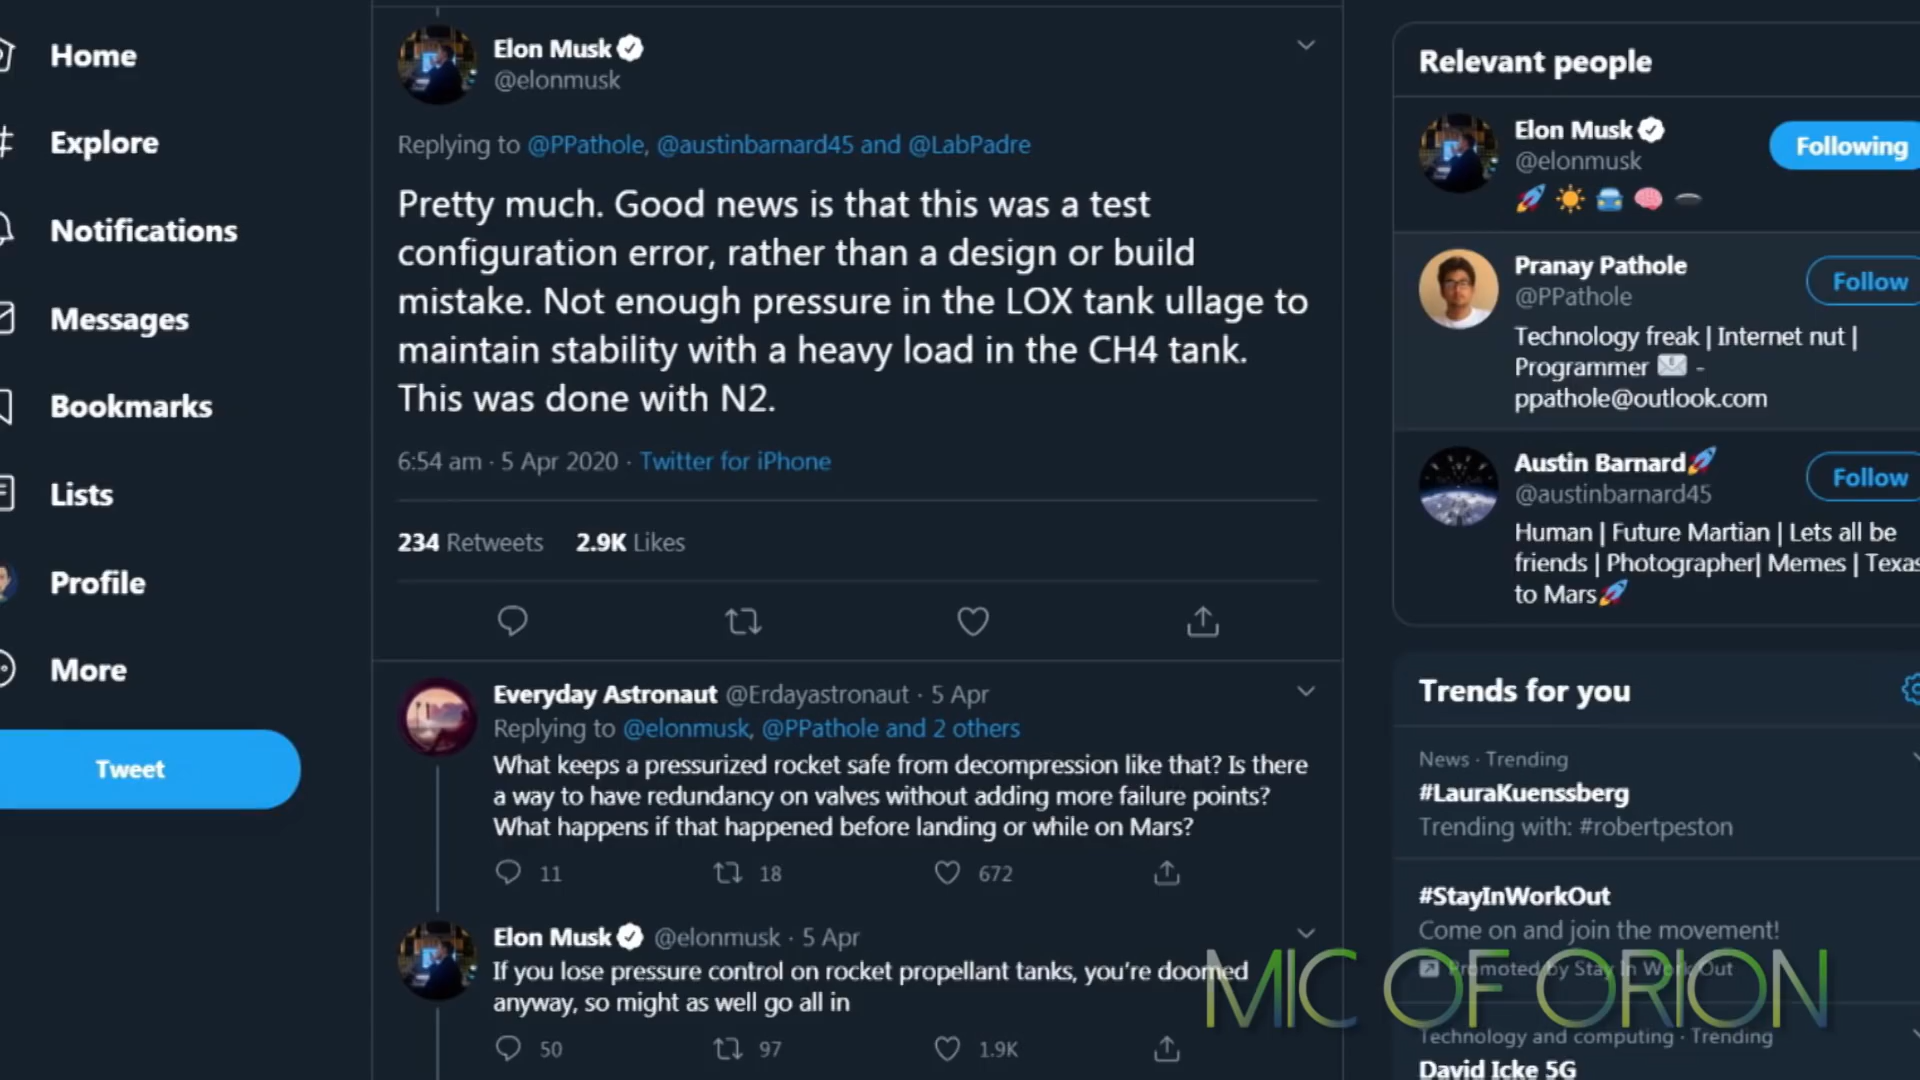 Home
Explore
Notifications
Messages
Bookmarks
Lists
Profile
More
Tweet
Elon Musk
@elonmusk
Replying to @PPathole, @austinbarnard45 and @LabPadre
Pretty much. Good news is that this was a test
configuration error, rather than a design or build
mistake. Not enough pressure in the LOX tank ullage to
maintain stability with a heavy load in the CH4 tank.
This was done with N2.
6:54 am · 5 Apr 2020 · Twitter for iPhone
234 Retweets 2.9K Likes
Everyday Astronaut @Erdayastronaut · 5 Apr
Replying to @elonmusk, @PPathole and 2 others
What keeps a pressurized rocket safe from decompression like that? Is there
a way to have redundancy on valves without adding more failure points?
What happens if that happened before landing or while on Mars?
11 18 672
Elon Musk @elonmusk · 5 Apr
If you lose pressure control on rocket propellant tanks, you're doomed
anyway, so might as well go all in
50 97 1.9K
Relevant people
Elon Musk
@elonmusk
Following
Pranay Pathole
@PPathole
Follow
Technology freak | Internet nut |
Programmer ✉ -
ppathole@outlook.com
Austin Barnard🚀
@austinbarnard45
Follow
Human | Future Martian | Lets all be
friends | Photographer| Memes | Texas
to Mars🚀
Trends for you
News · Trending
#LauraKuenssberg
Trending with: #robertpeston
#StayInWorkOut
Come on and join the movement!
Promoted by Stay In Work Out
Technology and computing · Trending
David Icke 5G
MIC OF ORION